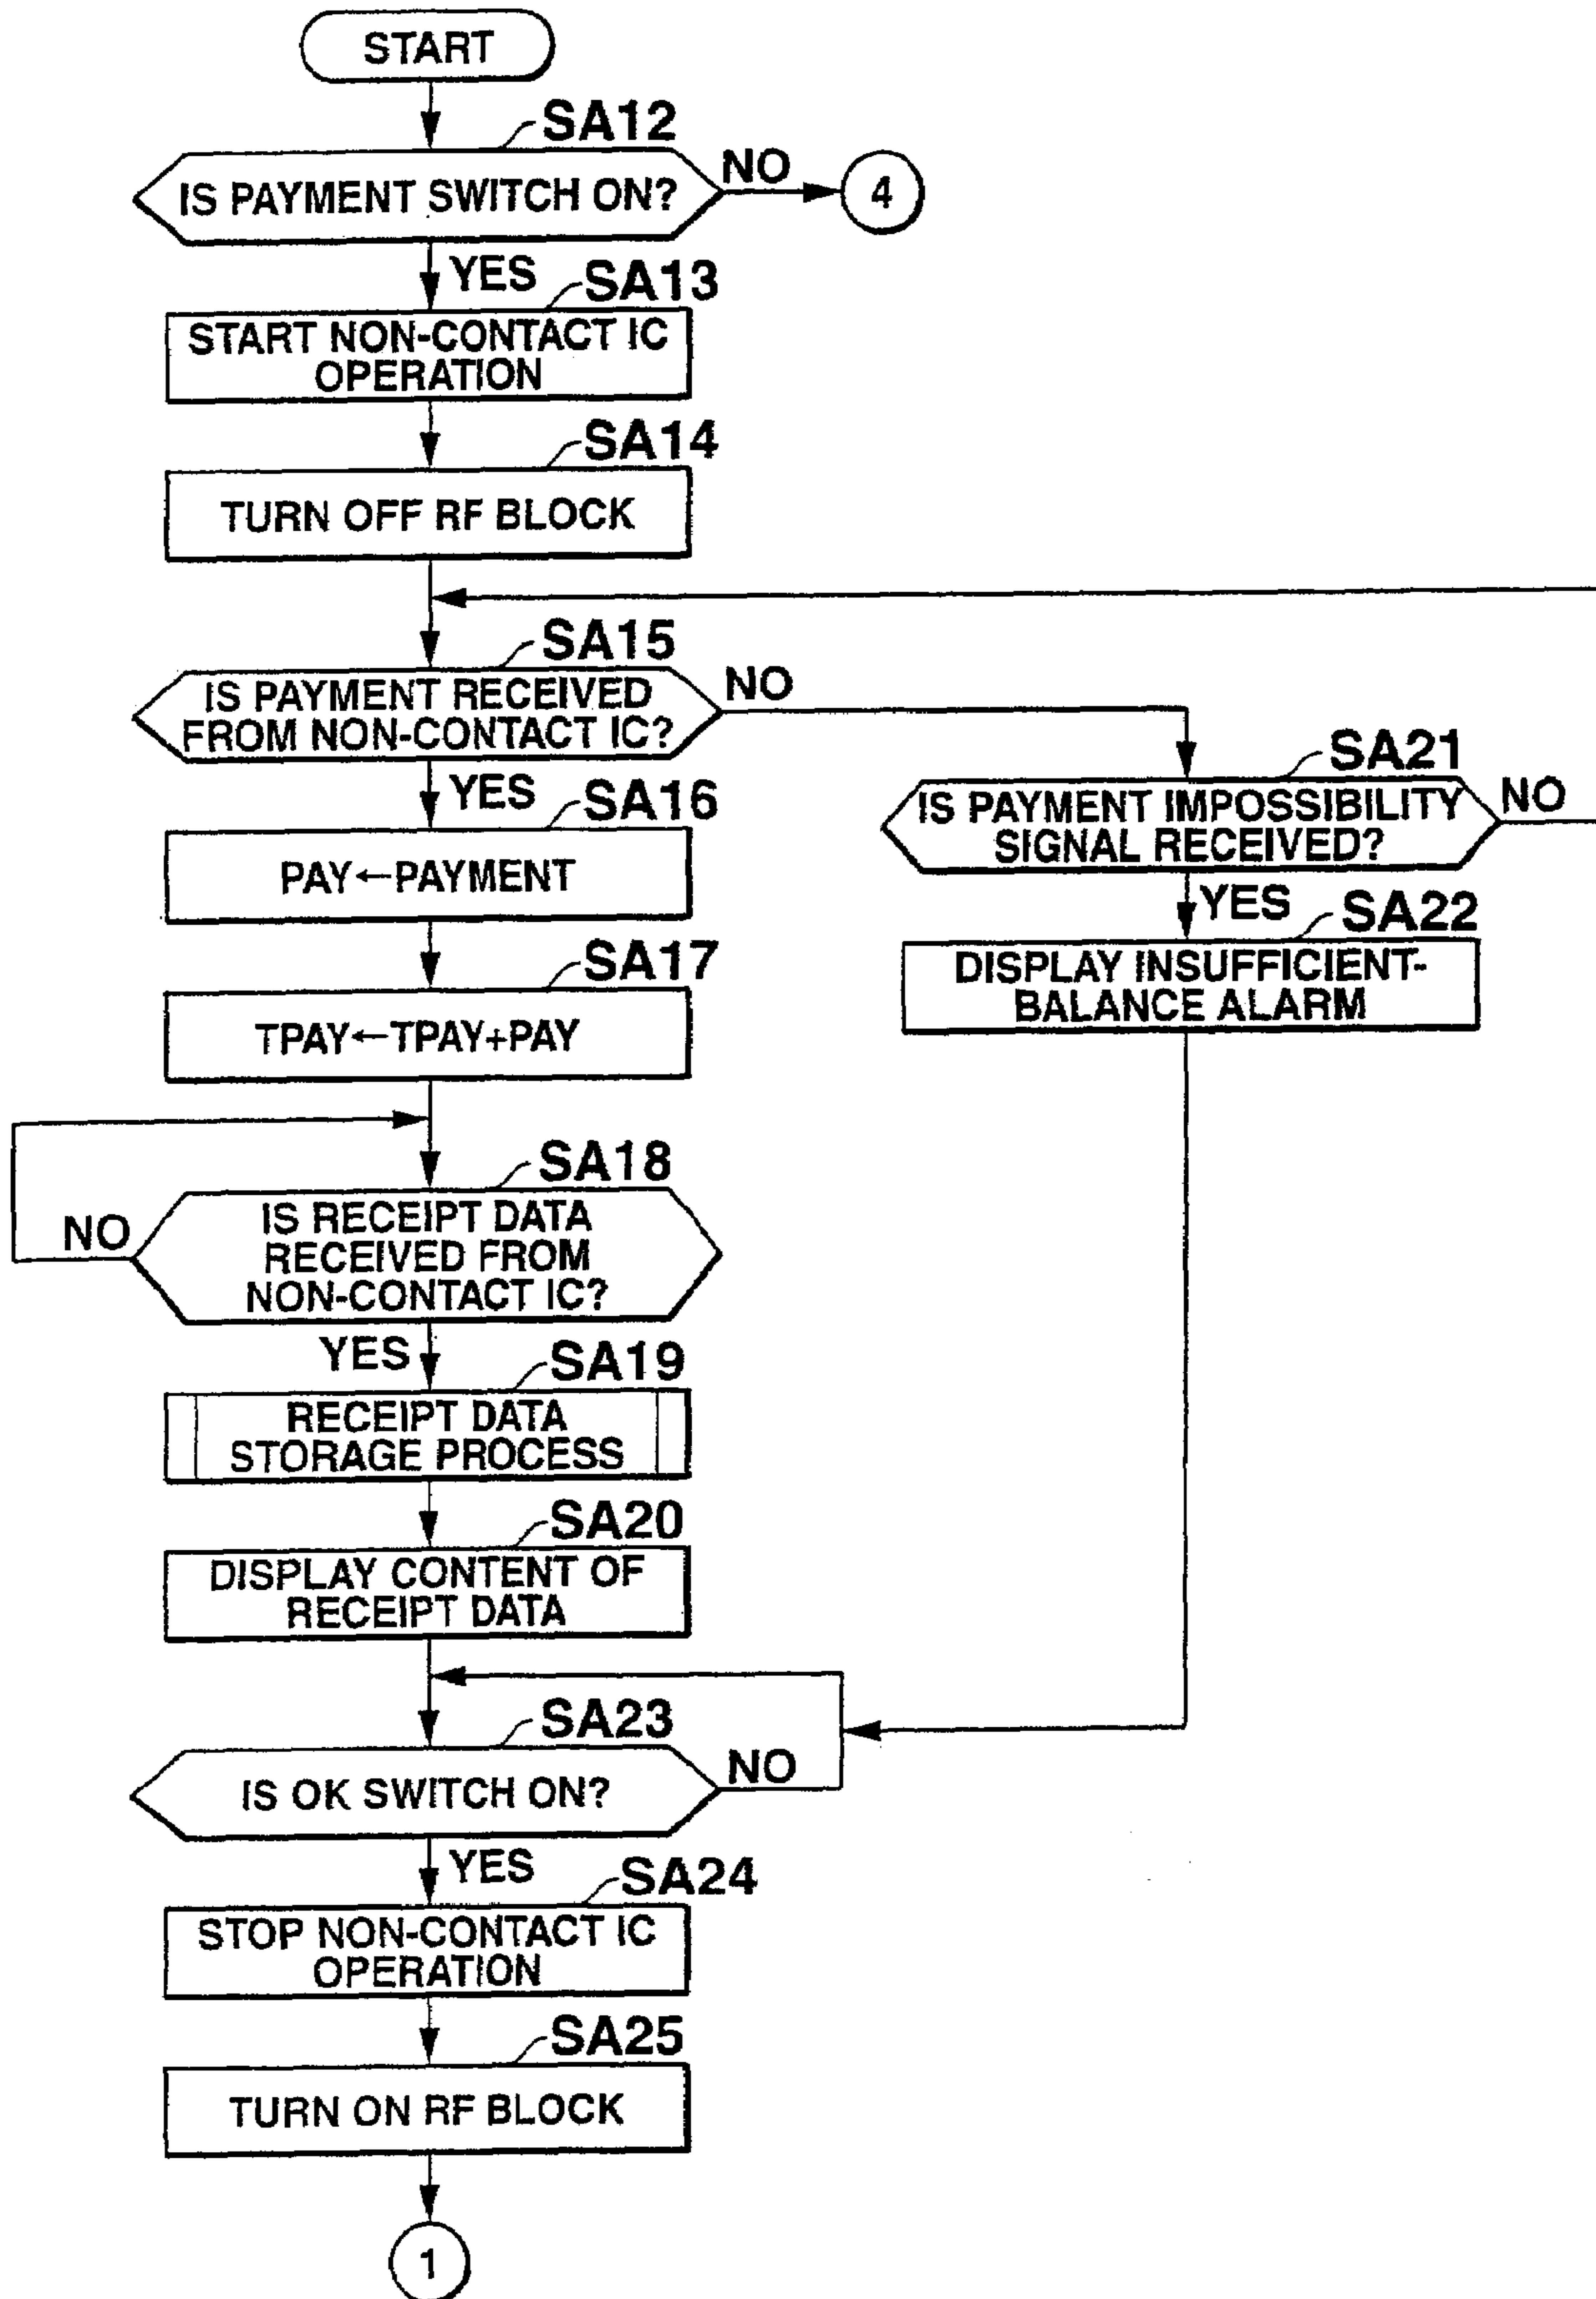 START
SA12
IS PAYMENT SWITCH ON?
NO
4
YES
SA13
START NON-CONTACT IC
OPERATION
SA14
TURN OFF RF BLOCK
SA15
IS PAYMENT RECEIVED
FROM NON-CONTACT IC?
NO
YES
SA16
PAY←PAYMENT
SA17
TPAY←TPAY+PAY
SA21
IS PAYMENT IMPOSSIBILITY
SIGNAL RECEIVED?
NO
YES
SA22
DISPLAY INSUFFICIENT-
BALANCE ALARM
SA18
IS RECEIPT DATA
RECEIVED FROM
NON-CONTACT IC?
NO
YES
SA19
RECEIPT DATA
STORAGE PROCESS
SA20
DISPLAY CONTENT OF
RECEIPT DATA
SA23
IS OK SWITCH ON?
NO
YES
SA24
STOP NON-CONTACT IC
OPERATION
SA25
TURN ON RF BLOCK
1